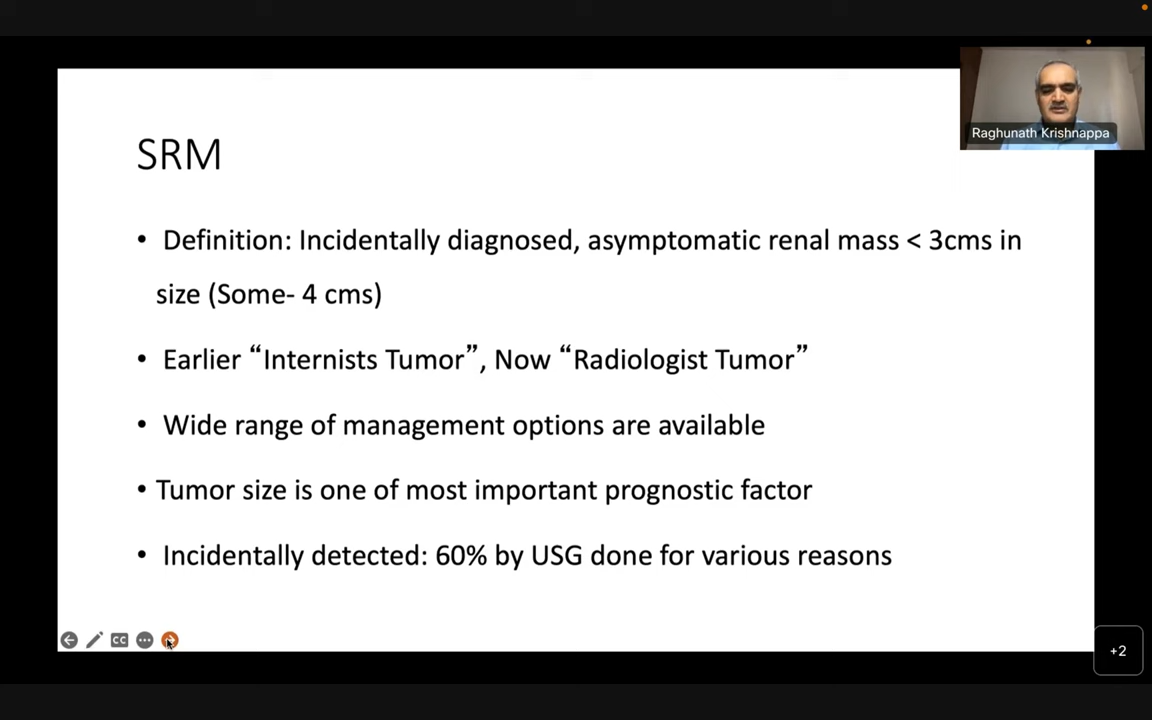 SRM
• Definition: Incidentally diagnosed, asymptomatic renal mass < 3cms in
size (Some- 4 cms)
• Earlier “Internists Tumor”, Now “Radiologist Tumor”
• Wide range of management options are available
• Tumor size is one of most important prognostic factor
• Incidentally detected: 60% by USG done for various reasons
Raghunath Krishnappa
CC
+2